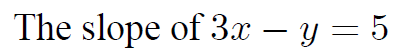 The slope of 3x − y = 5